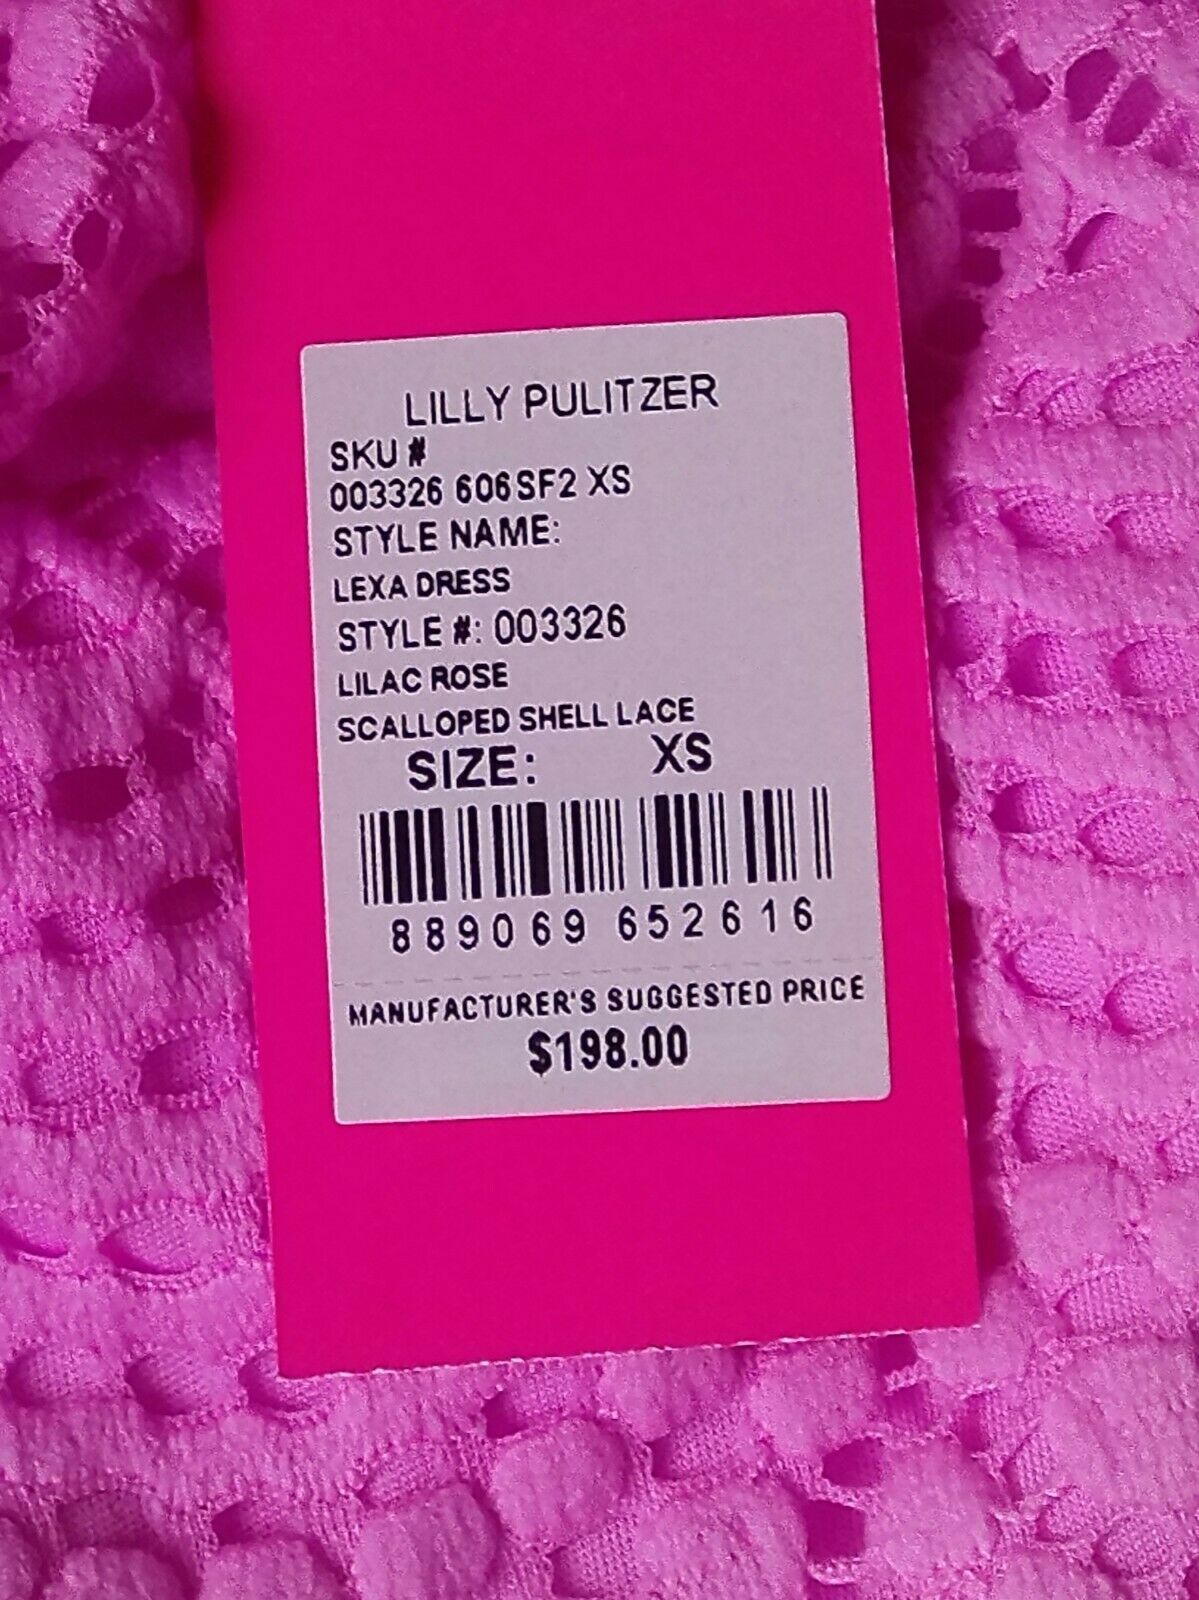 LILLY PULITZER
SKU #
003326 606SF2 XS
STYLE NAME:
LEXA DRESS
STYLE #: 003326
LILAC ROSE
SCALLOPED SHELL LACE
SIZE: XS
889069 652616
MANUFACTURER'S SUGGESTED PRICE
$198.00